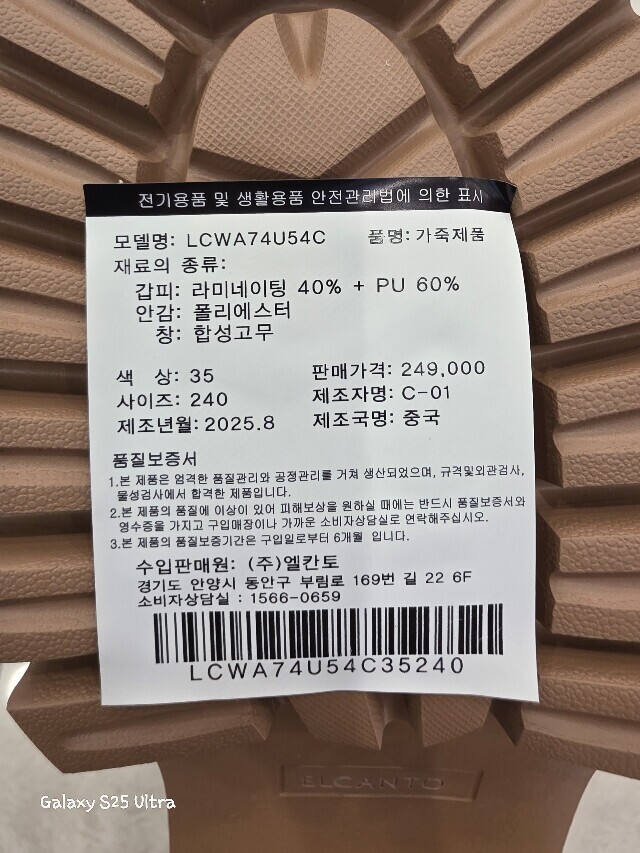 전기용품 및 생활용품 안전관리법에 의한 표시
모델명: LCWA74U54C 품명: 가죽제품
재료의 종류:
갑피: 라미네이팅 40% + PU 60%
안감: 폴리에스터
창: 합성고무
색 상: 35 판매가격: 249,000
사이즈: 240 제조자명: C-01
제조년월: 2025.8 제조국명: 중국
품질보증서
1.본 제품은 엄격한 품질관리와 공정관리를 거쳐 생산되었으며, 규격및외관검사,
물성검사에서 합격한 제품입니다.
2.본 제품의 품질에 이상이 있어 피해보상을 원하실 때에는 반드시 품질보증서와
영수증을 가지고 구입매장이나 가까운 소비자상담실로 연락해주십시오.
3.본 제품의 품질보증기간은 구입일로부터 6개월 입니다.
수입판매원: (주)엘칸토
경기도 안양시 동안구 부림로 169번 길 22 6F
소비자상담실 : 1566-0659
LCWA74U54C35240
ELCANTO
Galaxy S25 Ultra